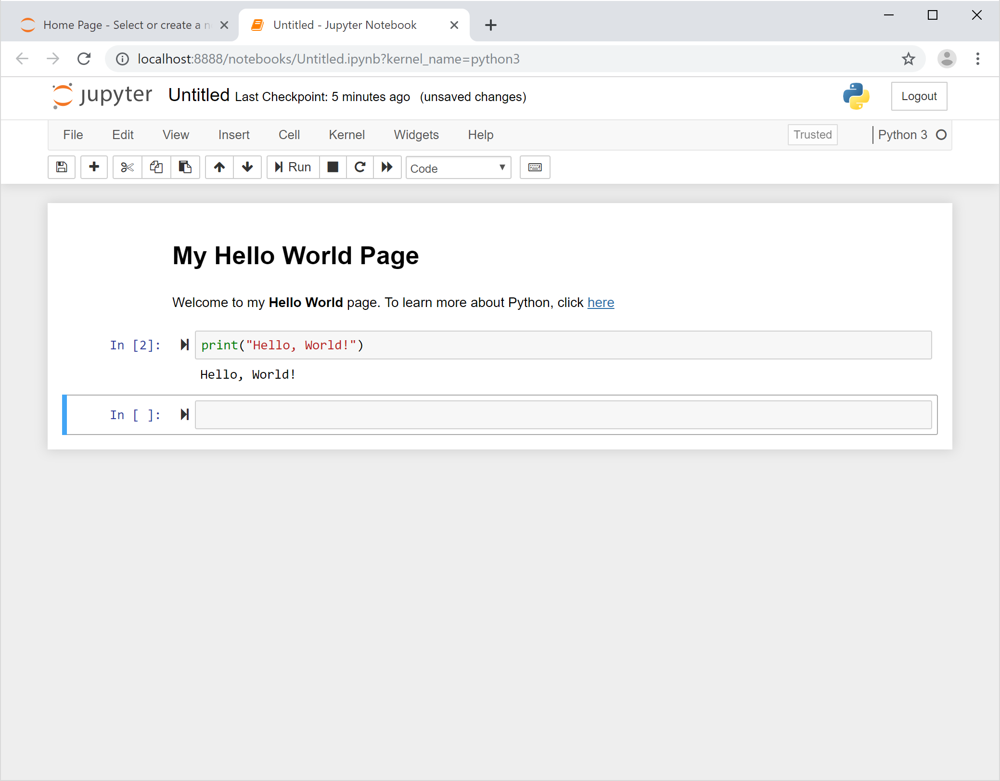 Home Page - Select or create a n
Untitled - Jupyter Notebook
localhost:8888/notebooks/Untitled.ipynb?kernel_name=python3
jupyter Untitled Last Checkpoint: 5 minutes ago (unsaved changes)
Logout
File Edit View Insert Cell Kernel Widgets Help Trusted Python 3
Run Code
My Hello World Page
Welcome to my Hello World page. To learn more about Python, click here
In [2]: print("Hello, World!")
Hello, World!
In [ ]: